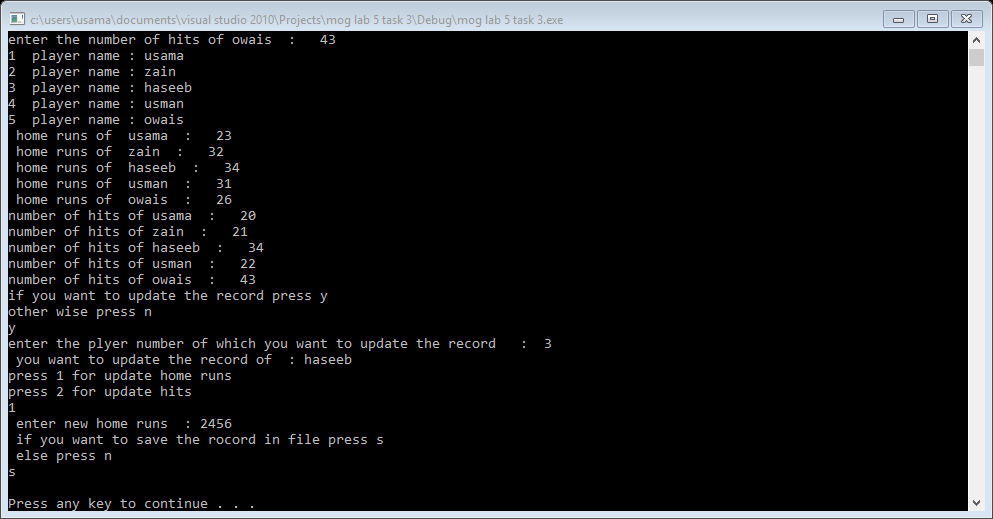 c:\users\usama\documents\visual studio 2010\Projects\mog lab 5 task 3\Debug\mog lab 5 task 3.exe
enter the number of hits of owais  :   43
1  player name : usama
2  player name : zain
3  player name : haseeb
4  player name : usman
5  player name : owais
 home runs of  usama  :   23
 home runs of  zain  :   32
 home runs of  haseeb  :   34
 home runs of  usman  :   31
 home runs of  owais  :   26
number of hits of usama  :   20
number of hits of zain  :   21
number of hits of haseeb  :   34
number of hits of usman  :   22
number of hits of owais  :   43
if you want to update the record press y
other wise press n
y
enter the plyer number of which you want to update the record   :  3
 you want to update the record of  : haseeb
press 1 for update home runs
press 2 for update hits
1
 enter new home runs  : 2456
 if you want to save the rocord in file press s
 else press n
s
Press any key to continue . . .